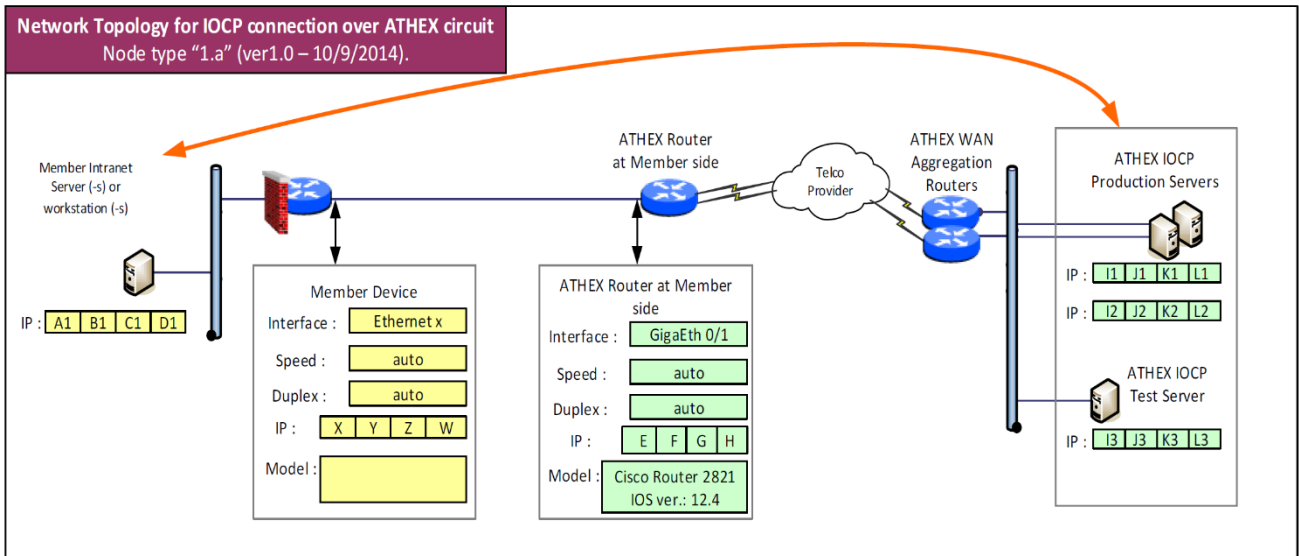 Network Topology for IOCP connection over ATHEX circuit
Node type “1.a” (ver1.0 – 10/9/2014).
Member Intranet
Server (-s) or
workstation (-s)
IP : A1 B1 C1 D1
Member Device
Interface : Ethernet x
Speed : auto
Duplex : auto
IP : X Y Z W
Model :
ATHEX Router
at Member side
ATHEX Router at Member
side
Interface : GigaEth 0/1
Speed : auto
Duplex : auto
IP : E F G H
Model : Cisco Router 2821
IOS ver.: 12.4
Telco
Provider
ATHEX WAN
Aggregation
Routers
ATHEX IOCP
Production Servers
IP : I1 J1 K1 L1
IP : I2 J2 K2 L2
ATHEX IOCP
Test Server
IP : I3 J3 K3 L3